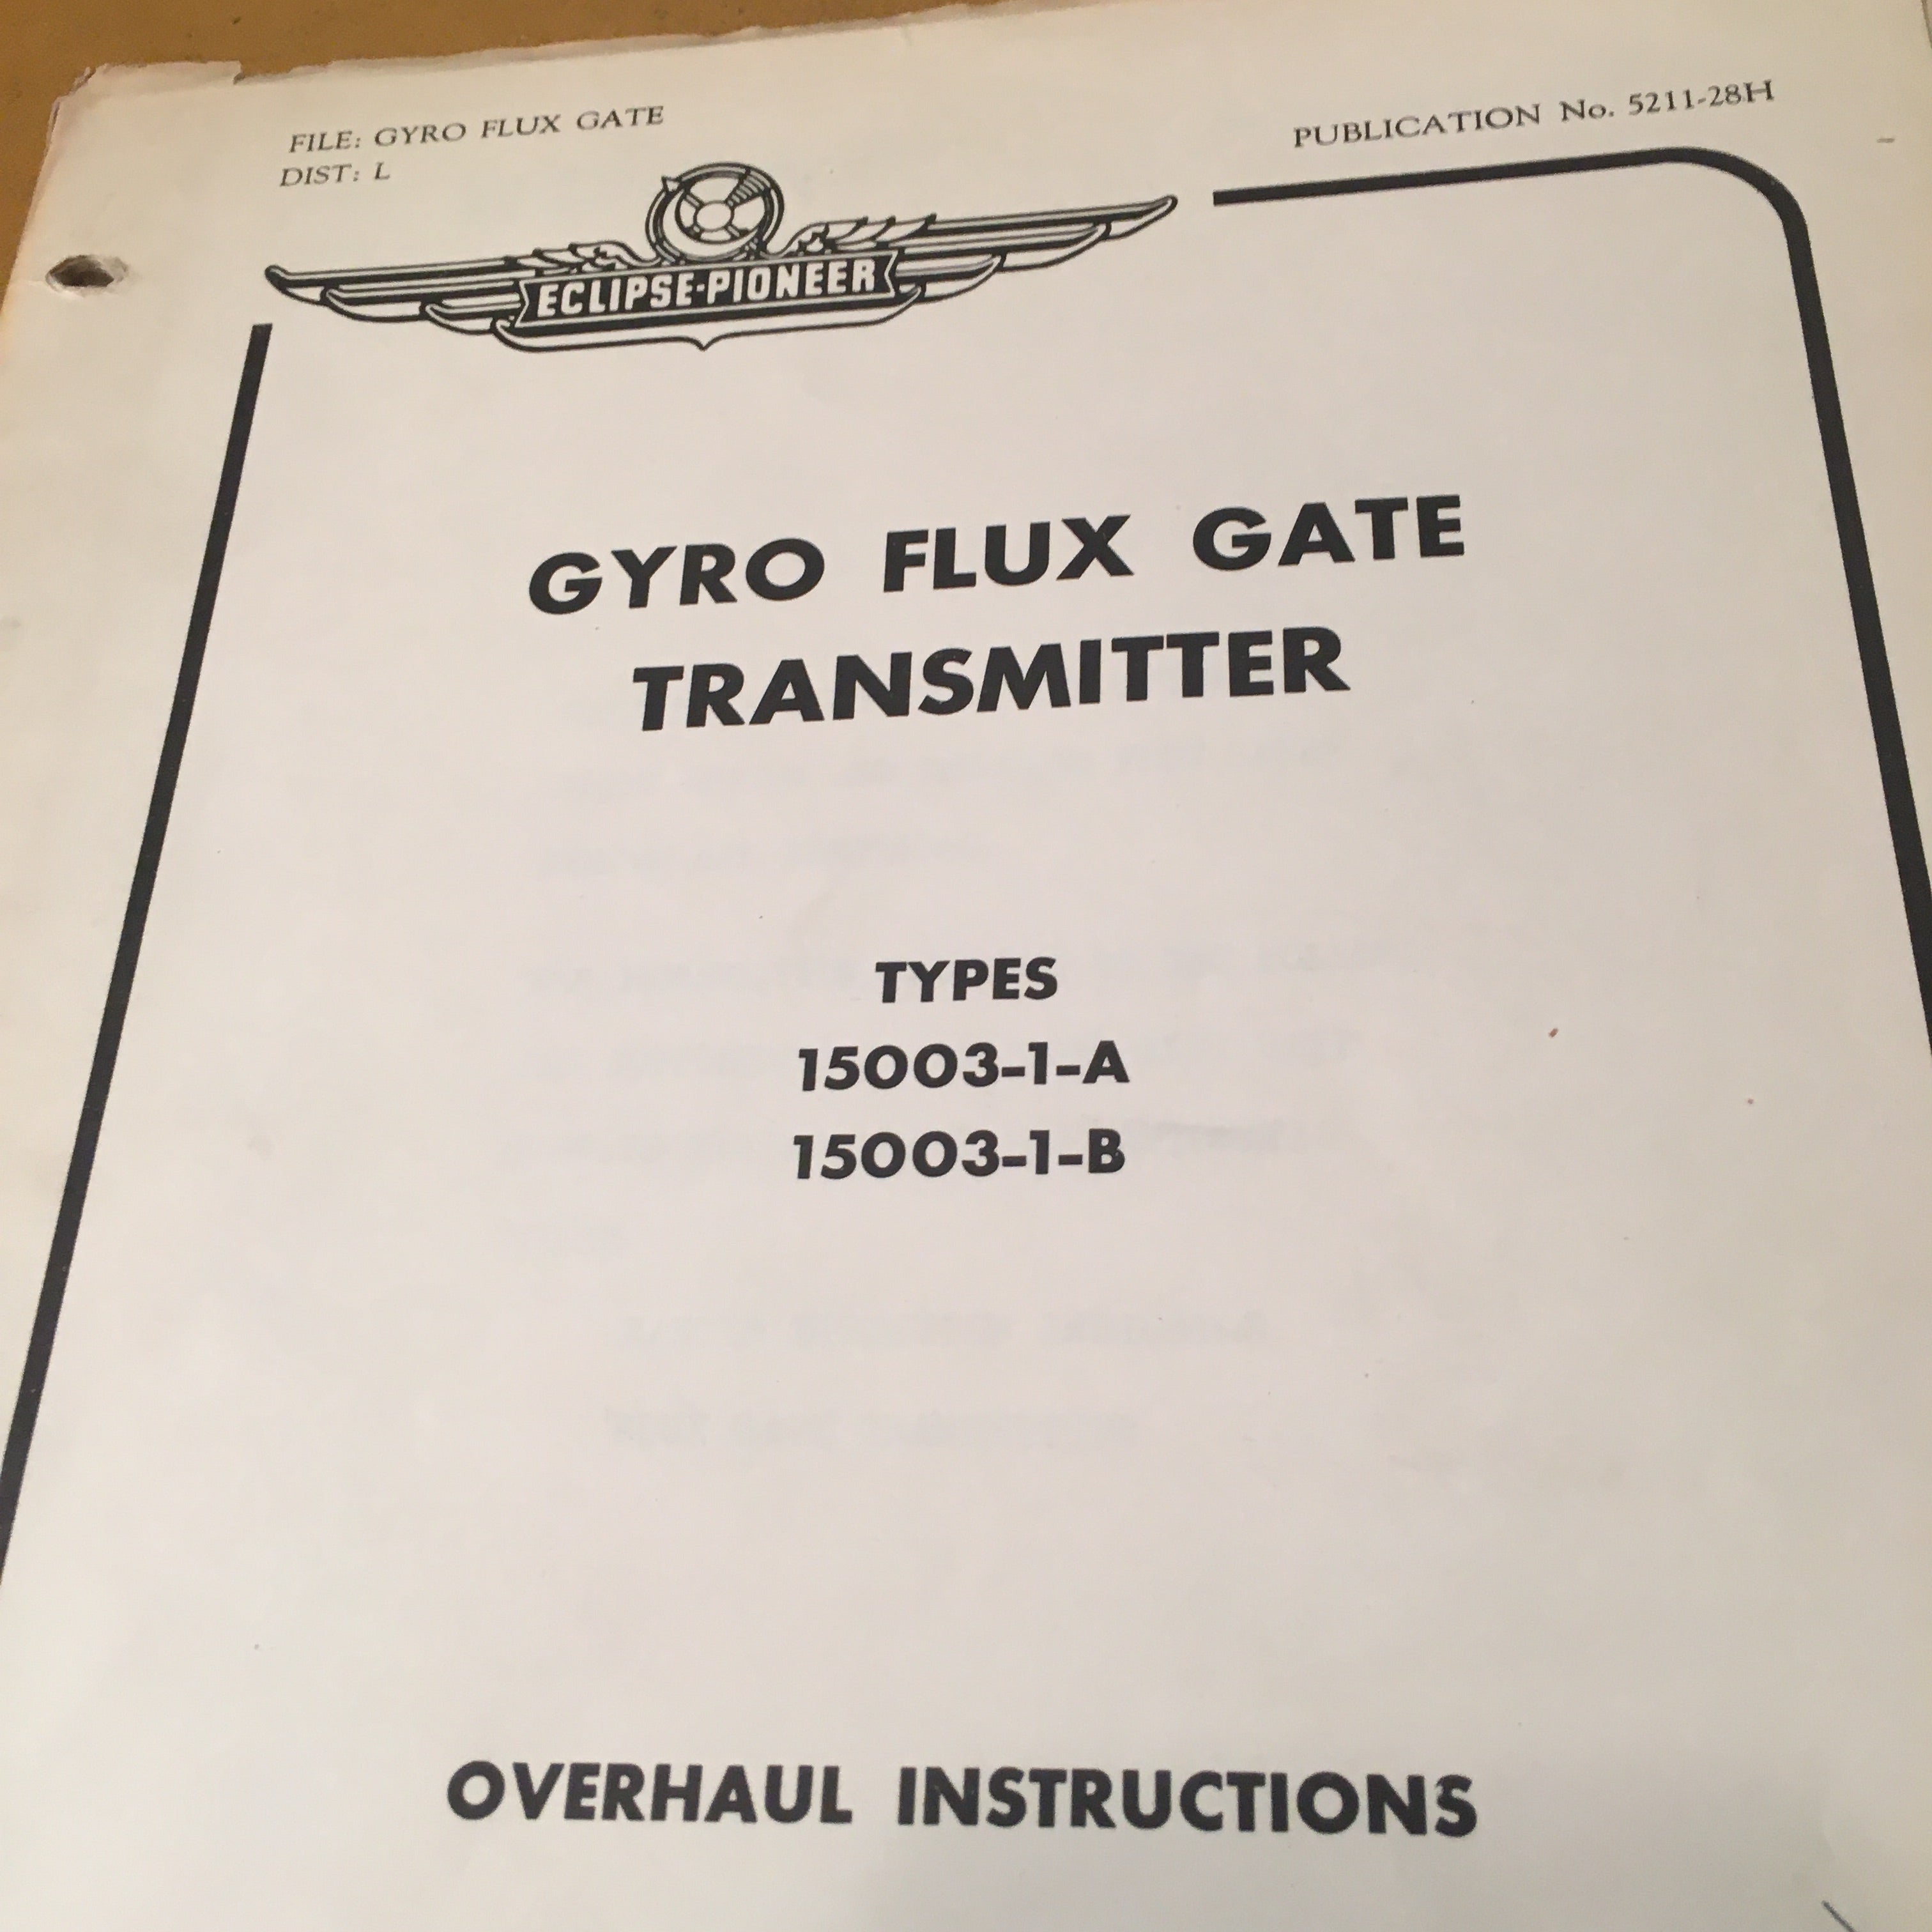 FILE: GYRO FLUX GATE
DIST: L
PUBLICATION No. 5211-28H
ECLIPSE-PIONEER
GYRO FLUX GATE
TRANSMITTER
TYPES
15003-1-A
15003-1-B
OVERHAUL INSTRUCTIONS